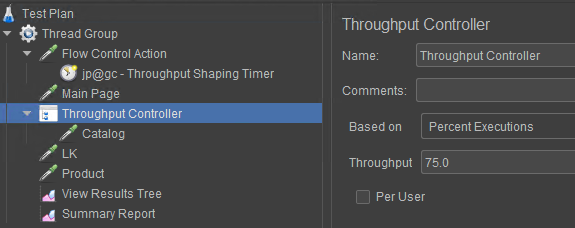 Test Plan
Thread Group
Flow Control Action
jp@gc - Throughput Shaping Timer
Main Page
Throughput Controller
Catalog
LK
Product
View Results Tree
Summary Report
Throughput Controller
Name: Throughput Controller
Comments:
Based on Percent Executions
Throughput 75.0
Per User